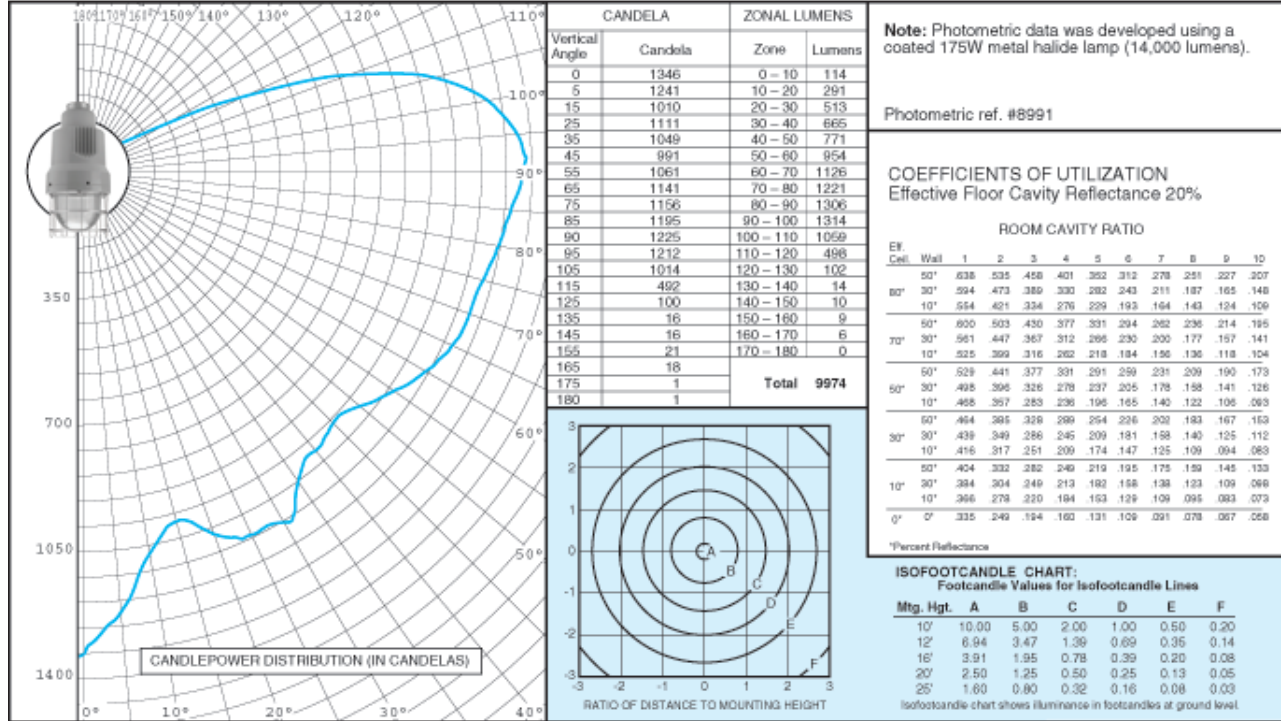 180° 170° 160° 150° 140° 130° 120° 110°
100°
90°
80°
70°
60°
50°
350
700
1050
1400
0° 10° 20° 30° 40°
CANDLEPOWER DISTRIBUTION (IN CANDELAS)
CANDELA ZONAL LUMENS
Vertical Angle Candela Zone Lumens
0 1346 0 – 10 114
5 1241 10 – 20 291
15 1010 20 – 30 513
25 1111 30 – 40 665
35 1049 40 – 50 771
45 991 50 – 60 954
55 1061 60 – 70 1126
65 1141 70 – 80 1221
75 1156 80 – 90 1306
85 1195 90 – 100 1314
90 1225 100 – 110 1059
95 1212 110 – 120 498
105 1014 120 – 130 102
115 492 130 – 140 14
125 100 140 – 150 10
135 16 150 – 160 9
145 16 160 – 170 6
155 21 170 – 180 0
165 18
175 1 Total 9974
180 1
3
2
1
0
-1
-2
-3
A
B
C
D
E
F
-3 -2 -1 0 1 2 3
RATIO OF DISTANCE TO MOUNTING HEIGHT
Note: Photometric data was developed using a
coated 175W metal halide lamp (14,000 lumens).
Photometric ref. #8991
COEFFICIENTS OF UTILIZATION
Effective Floor Cavity Reflectance 20%
ROOM CAVITY RATIO
Eff.
Ceil. Wall 1 2 3 4 5 6 7 8 9 10
50* .638 .535 .458 .401 .352 .312 .278 .251 .227 .207
80* 30* .594 .473 .389 .330 .282 .243 .211 .187 .165 .148
10* .554 .421 .334 .276 .229 .193 .164 .143 .124 .109
50* .600 .503 .430 .377 .331 .294 .262 .236 .214 .195
70* 30* .561 .447 .367 .312 .266 .230 .200 .177 .157 .141
10* .525 .399 .316 .262 .218 .184 .156 .136 .118 .104
50* .529 .441 .377 .331 .291 .259 .231 .209 .190 .173
50* 30* .498 .396 .326 .278 .237 .205 .178 .158 .141 .126
10* .468 .357 .283 .236 .196 .165 .140 .122 .106 .093
50* .464 .385 .328 .289 .254 .226 .202 .183 .167 .153
30* 30* .439 .349 .286 .245 .209 .181 .158 .140 .125 .112
10* .416 .317 .251 .209 .174 .147 .125 .109 .094 .083
50* .404 .332 .282 .249 .219 .195 .175 .159 .145 .133
10* 30* .384 .304 .249 .213 .182 .158 .138 .123 .109 .098
10* .366 .278 .220 .184 .153 .129 .109 .095 .083 .073
0* 0* .335 .249 .194 .160 .131 .109 .091 .078 .067 .058
*Percent Reflectance
ISOFOOTCANDLE CHART:
Footcandle Values for Isofootcandle Lines
Mtg. Hgt. A B C D E F
10' 10.00 5.00 2.00 1.00 0.50 0.20
12' 6.94 3.47 1.39 0.69 0.35 0.14
16' 3.91 1.95 0.78 0.39 0.20 0.08
20' 2.50 1.25 0.50 0.25 0.13 0.05
25' 1.60 0.80 0.32 0.16 0.08 0.03
Isofootcandle chart shows illuminance in footcandles at ground level.